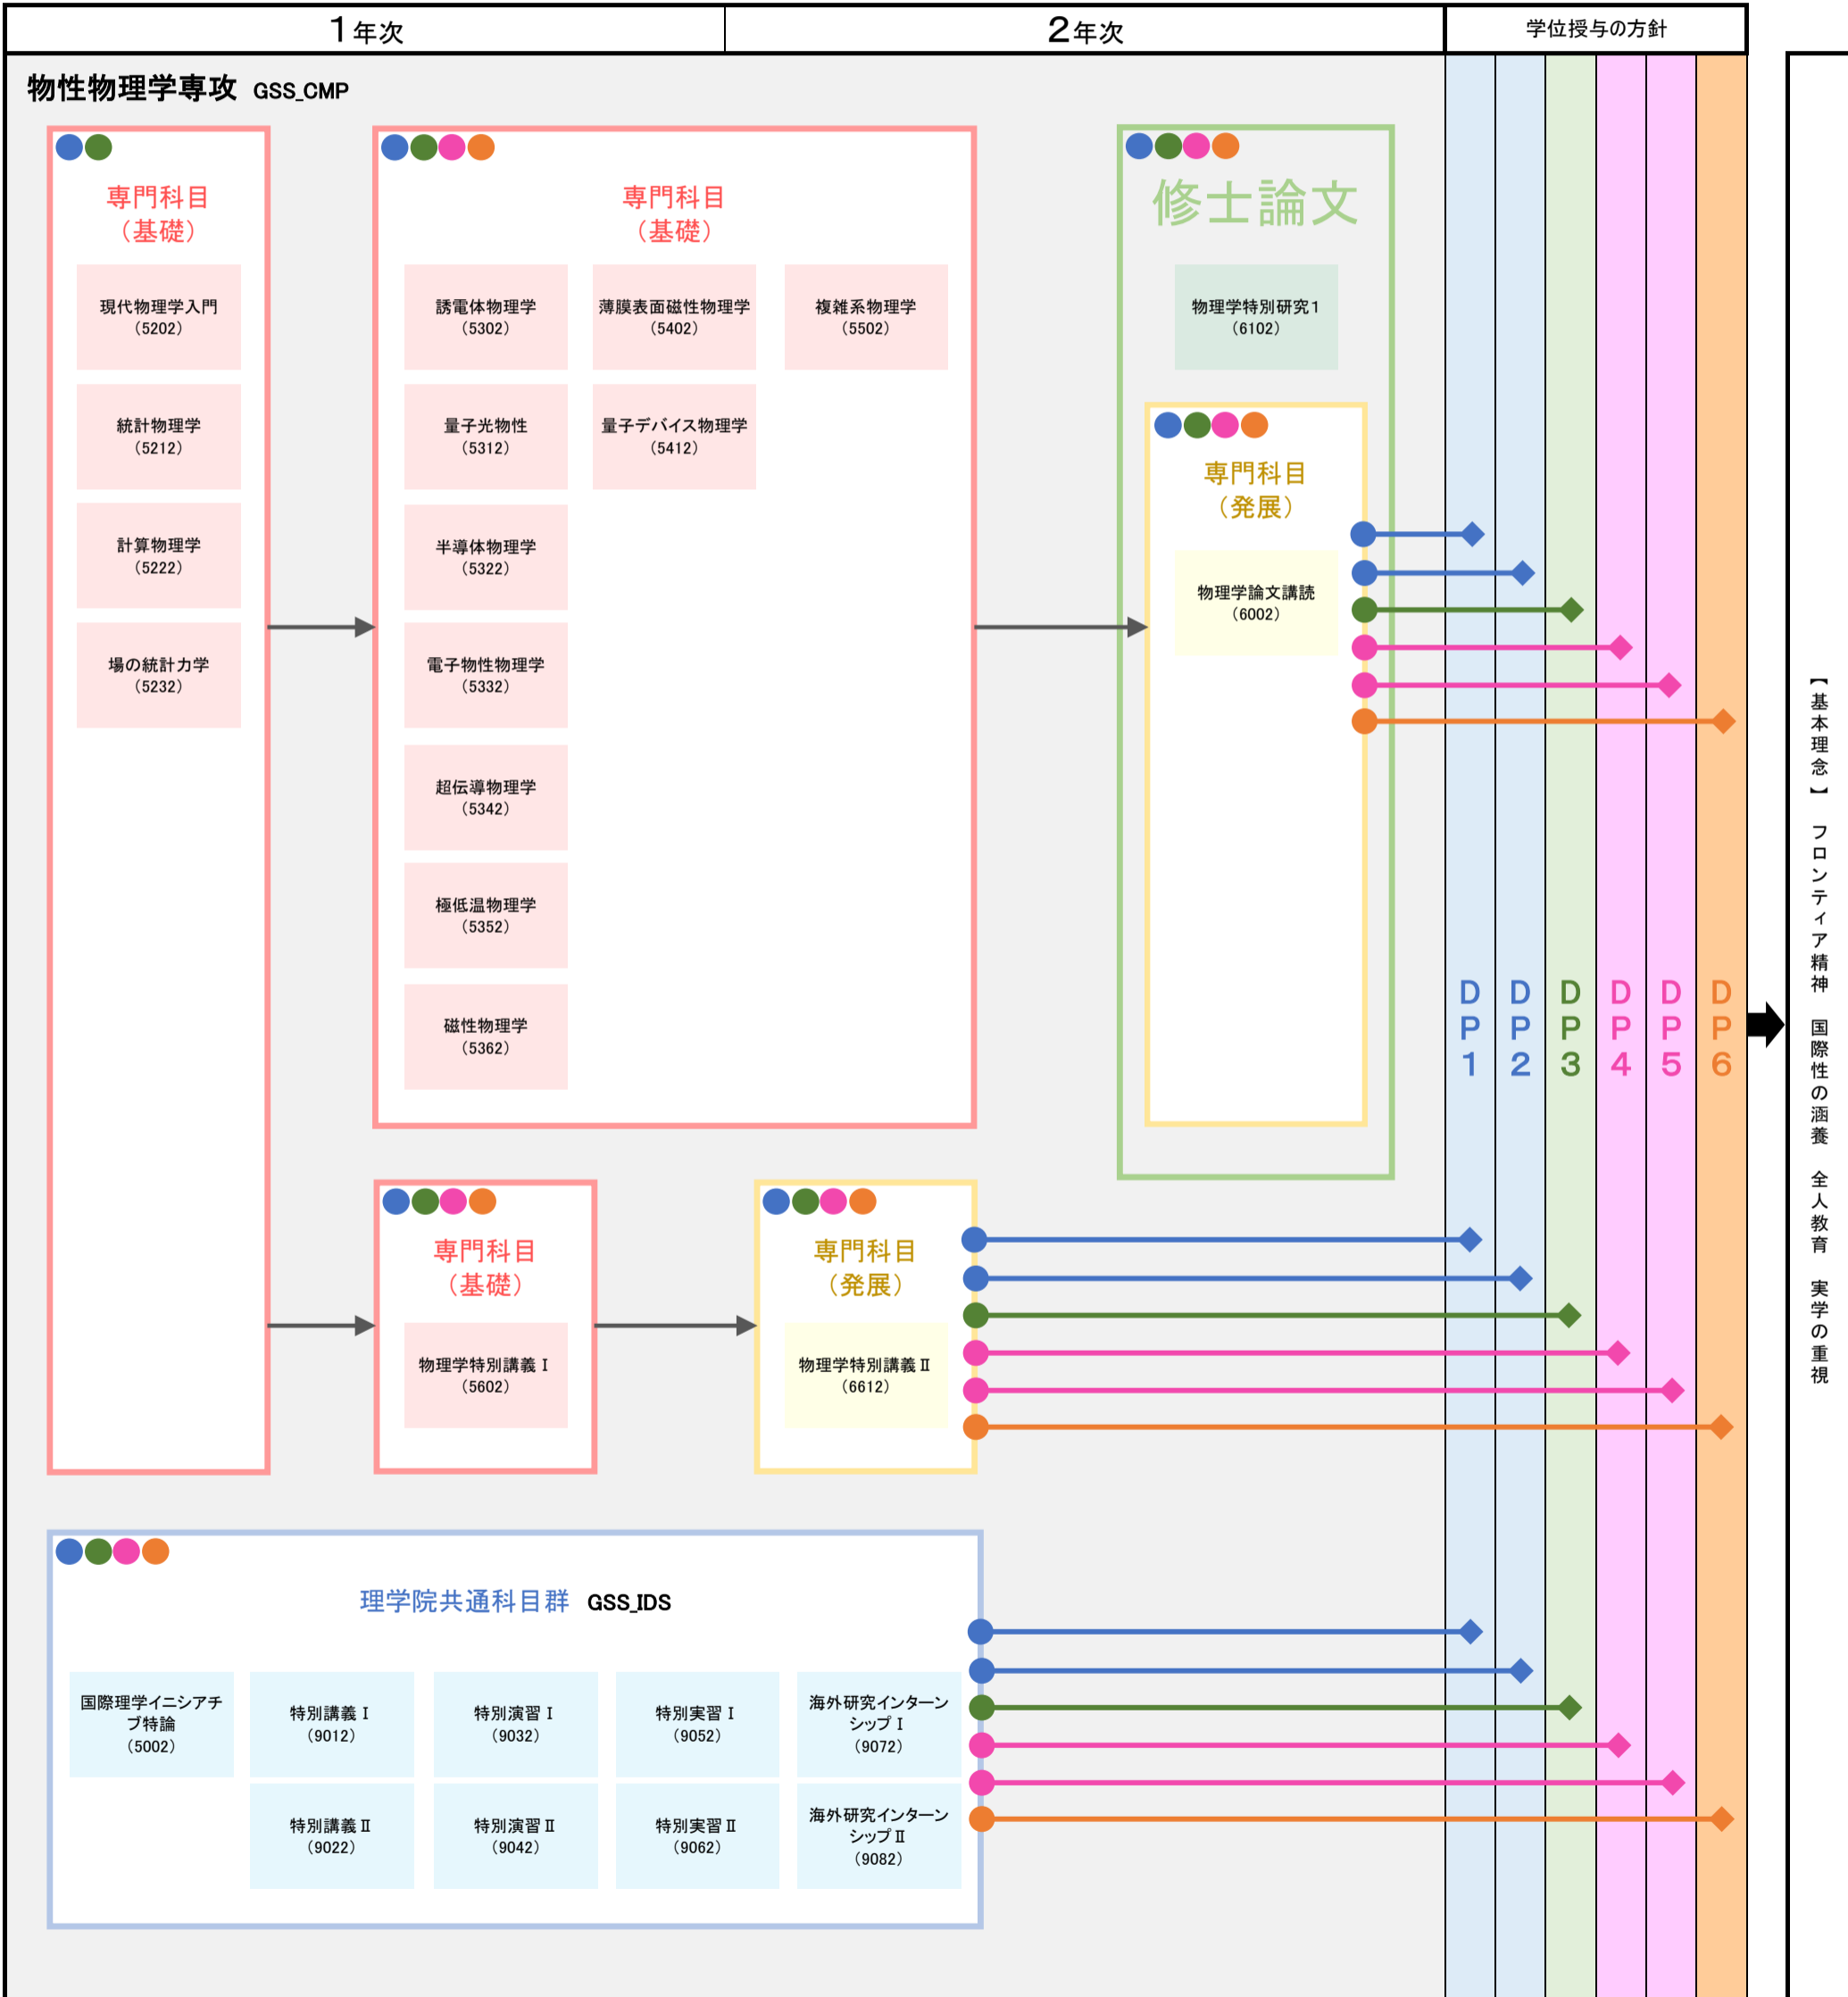 1年次
2年次
学位授与の方針
物性物理学専攻 GSS_CMP
専門科目
（基礎）
現代物理学入門
（5202）
統計物理学
（5212）
計算物理学
（5222）
場の統計力学
（5232）
専門科目
（基礎）
誘電体物理学
（5302）
薄膜表面磁性物理学
（5402）
複雑系物理学
（5502）
量子光物性
（5312）
量子デバイス物理学
（5412）
半導体物理学
（5322）
電子物性物理学
（5332）
超伝導物理学
（5342）
極低温物理学
（5352）
磁性物理学
（5362）
修士論文
物理学特別研究1
（6102）
専門科目
（発展）
物理学論文講読
（6002）
専門科目
（基礎）
物理学特別講義Ⅰ
（5602）
専門科目
（発展）
物理学特別講義Ⅱ
（6612）
理学院共通科目群 GSS_IDS
国際理学イニシアチ
ブ特論
（5002）
特別講義Ⅰ
（9012）
特別演習Ⅰ
（9032）
特別実習Ⅰ
（9052）
海外研究インターン
シップⅠ
（9072）
特別講義Ⅱ
（9022）
特別演習Ⅱ
（9042）
特別実習Ⅱ
（9062）
海外研究インターン
シップⅡ
（9082）
DP1
DP2
DP3
DP4
DP5
DP6
【基本理念】 フロンティア精神 国際性の涵養 全人教育 実学の重視